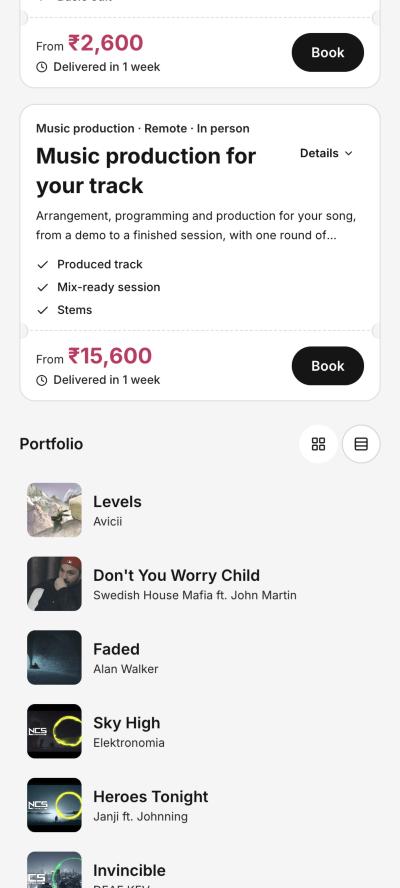 From ₹2,600
Delivered in 1 week
Book
Music production · Remote · In person
Music production for
your track
Details
Arrangement, programming and production for your song,
from a demo to a finished session, with one round of...
Produced track
Mix-ready session
Stems
From ₹15,600
Delivered in 1 week
Book
Portfolio
Levels
Avicii
Don't You Worry Child
Swedish House Mafia ft. John Martin
Faded
Alan Walker
NCS
Sky High
Elektronomia
NCS
Heroes Tonight
Janji ft. Johnning
Invincible